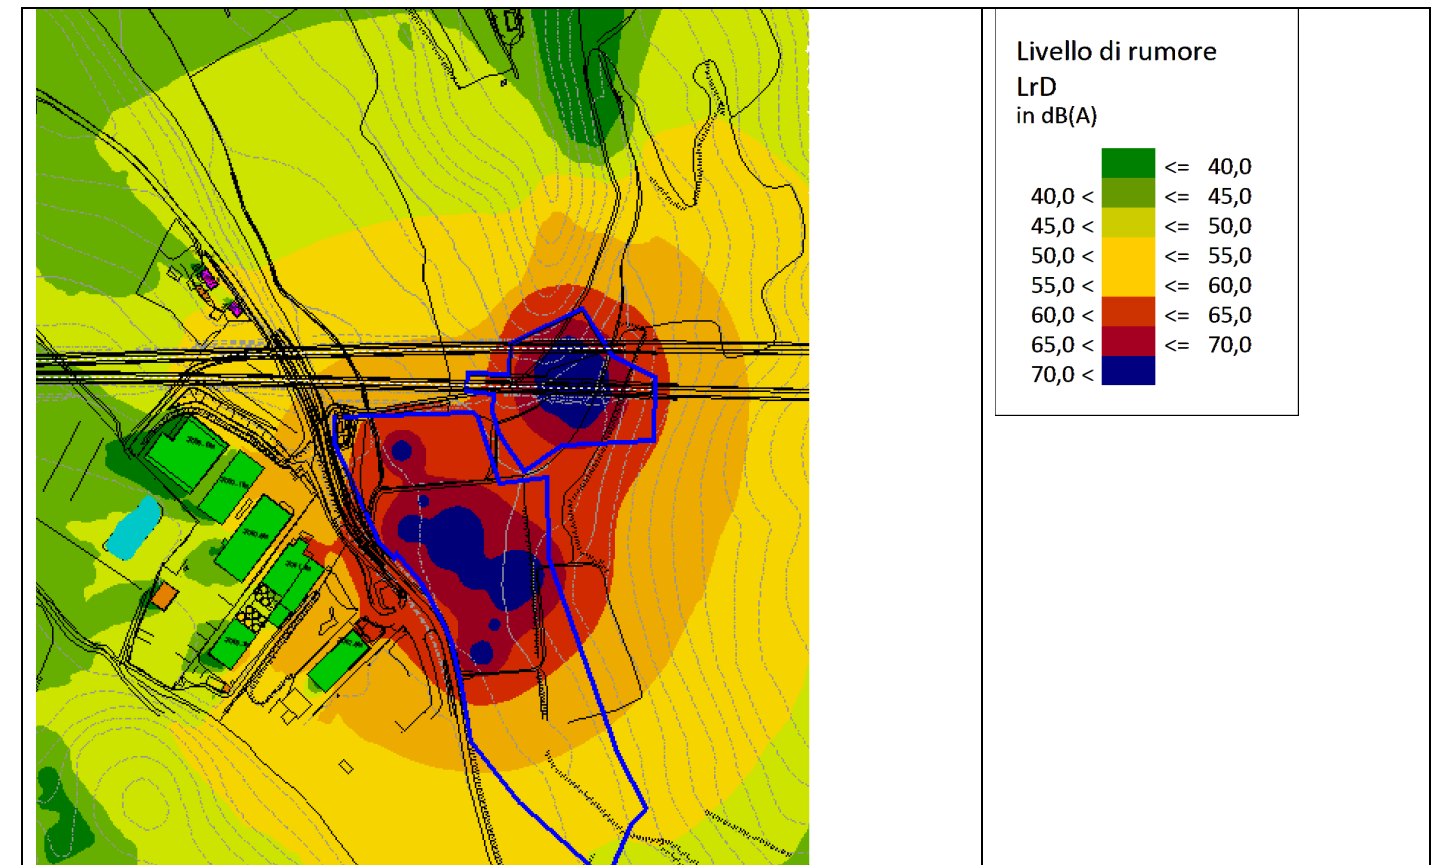 Livello di rumore
LrD
in dB(A)
<= 40,0
40,0 < <= 45,0
45,0 < <= 50,0
50,0 < <= 55,0
55,0 < <= 60,0
60,0 < <= 65,0
65,0 < <= 70,0
70,0 <